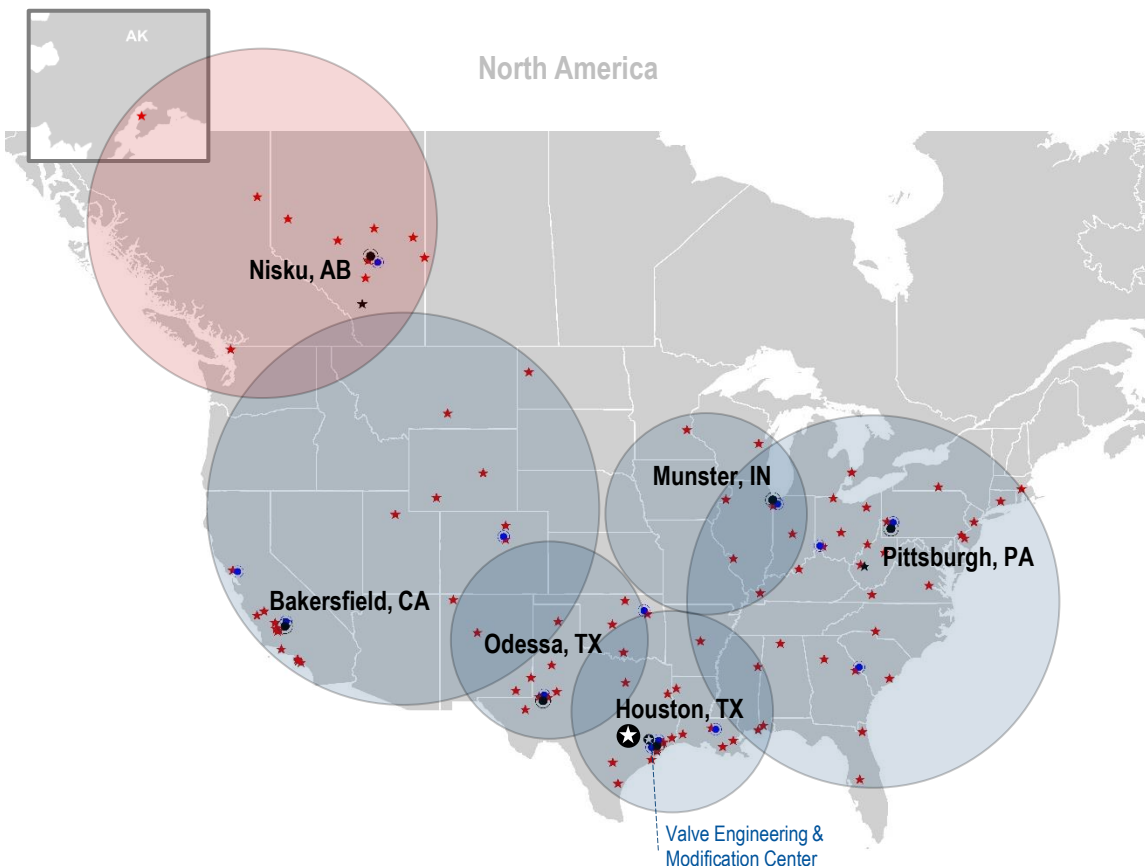 AK
North America
Nisku, AB
Munster, IN
Pittsburgh, PA
Bakersfield, CA
Odessa, TX
Houston, TX
Valve Engineering &
Modification Center